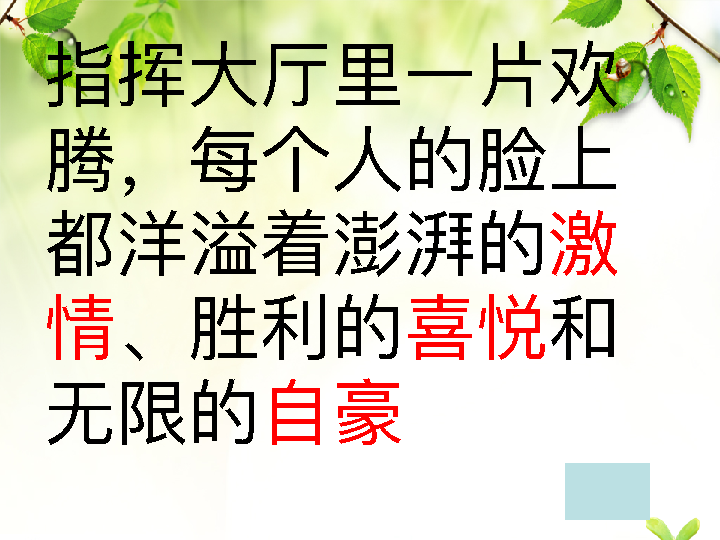 指挥大厅里一片欢
腾，每个人的脸上
都洋溢着澎湃的激
情、胜利的喜悦和
无限的自豪